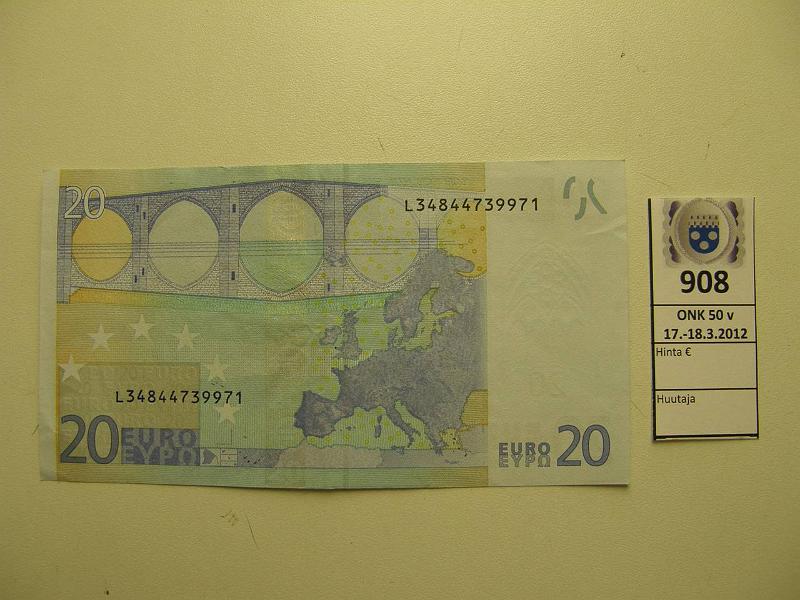 20
L34844739971
L34844739971
20 EURO
ΕΥΡΩ
EURO 20
ΕΥΡΩ
908
ONK 50 v
17.-18.3.2012
Hinta €
Huutaja